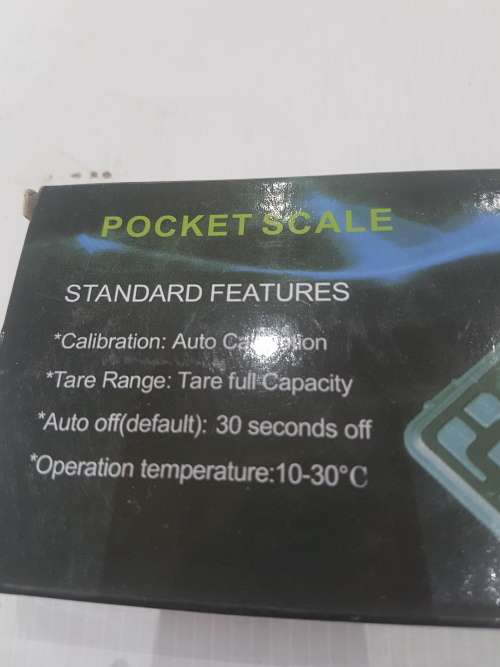 POCKET SCALE
STANDARD FEATURES
*Calibration: Auto
*Tare Range: Tare full Capacity
*Auto off(default): 30 seconds off
*Operation temperature:10-30°C